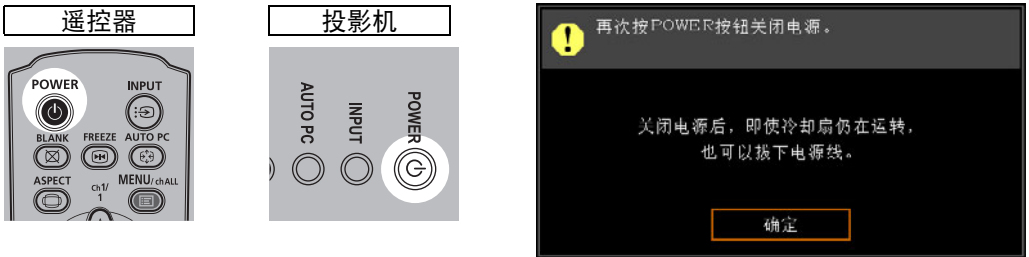 遥控器
POWER
INPUT
BLANK
FREEZE
AUTO PC
ASPECT
Ch1/
1
MENU/chALL
投影机
AUTO PC
INPUT
POWER
再次按POWER按钮关闭电源。
关闭电源后，即使冷却扇仍在运转，
也可以拔下电源线。
确定